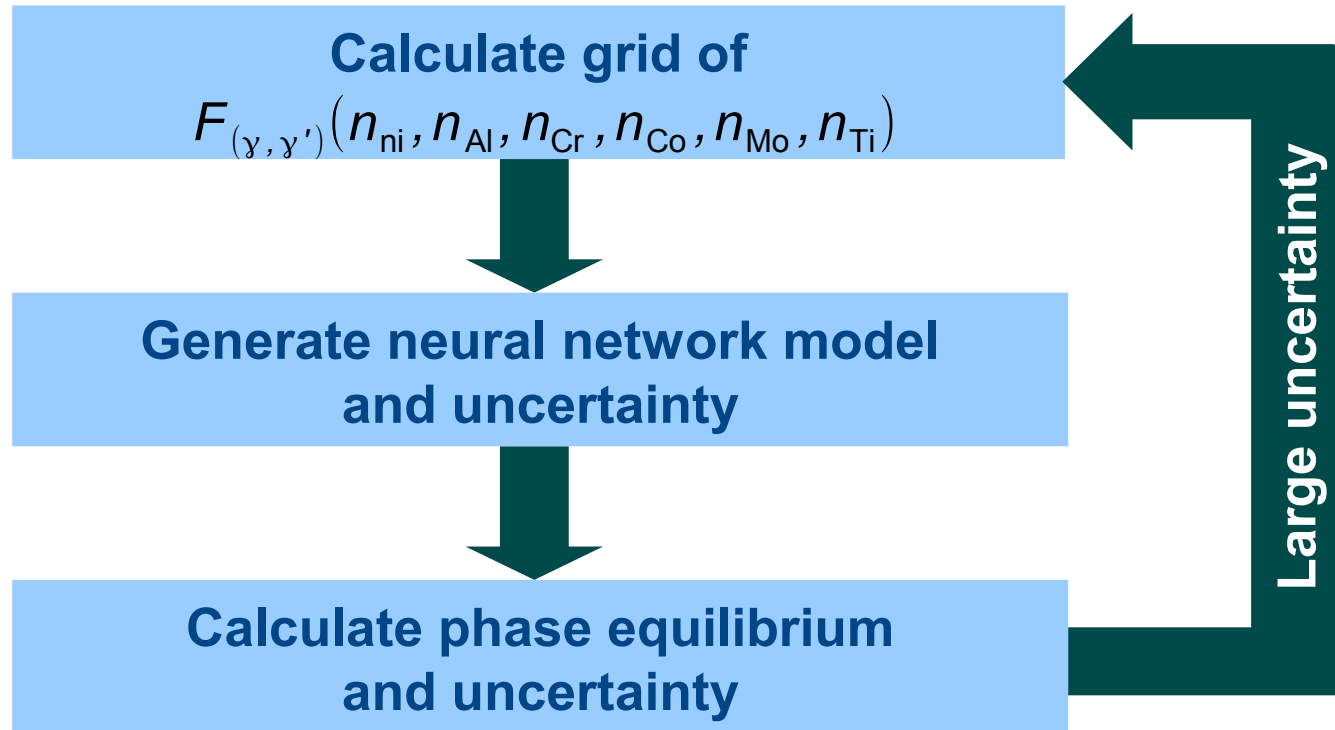 Calculate grid of
F(γ,γ')(nni,nAl,nCr,nCo,nMo,nTi)
Generate neural network model
and uncertainty
Calculate phase equilibrium
and uncertainty
Large uncertainty